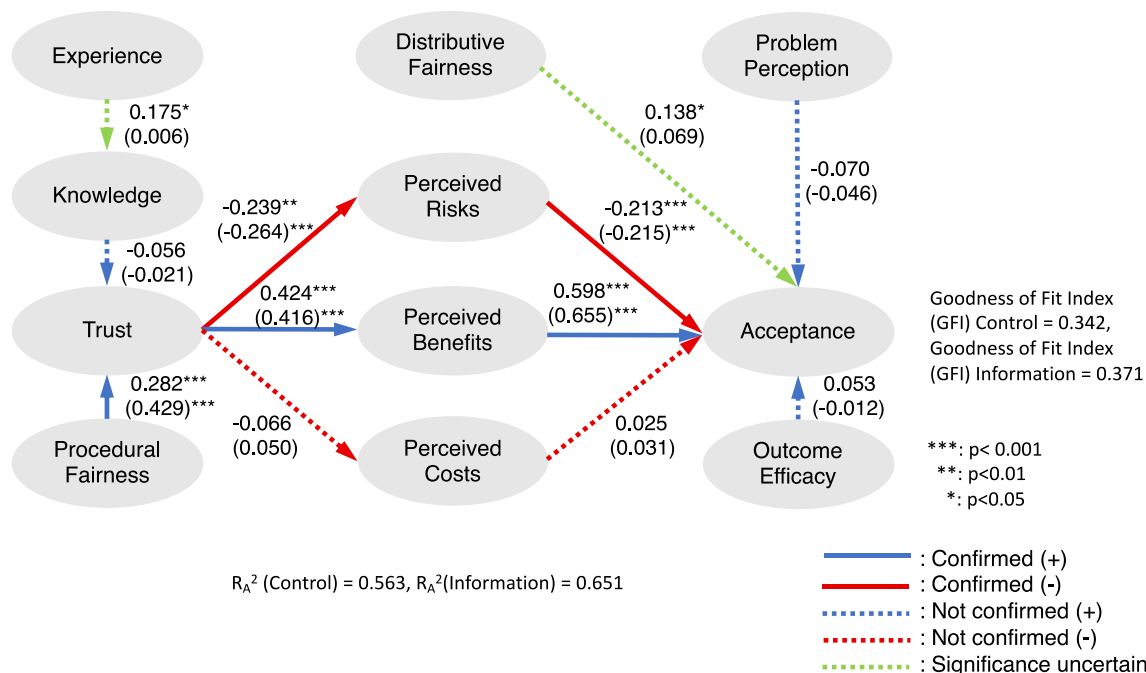 Experience
Distributive
Fairness
Problem
Perception
0.175*
(0.006)
0.138*
(0.069)
-0.070
(-0.046)
Knowledge
Perceived
Risks
-0.239**
(-0.264)***
-0.213***
(-0.215)***
-0.056
(-0.021)
0.424***
(0.416)***
0.598***
(0.655)***
Trust
Perceived
Benefits
Acceptance
Goodness of Fit Index
(GFI) Control = 0.342,
Goodness of Fit Index
(GFI) Information = 0.371
0.282***
(0.429)***
-0.066
(0.050)
0.025
(0.031)
0.053
(-0.012)
Procedural
Fairness
Perceived
Costs
Outcome
Efficacy
***: p< 0.001
**: p<0.01
*: p<0.05
R_A² (Control) = 0.563, R_A²(Information) = 0.651
: Confirmed (+)
: Confirmed (-)
: Not confirmed (+)
: Not confirmed (-)
: Significance uncertain